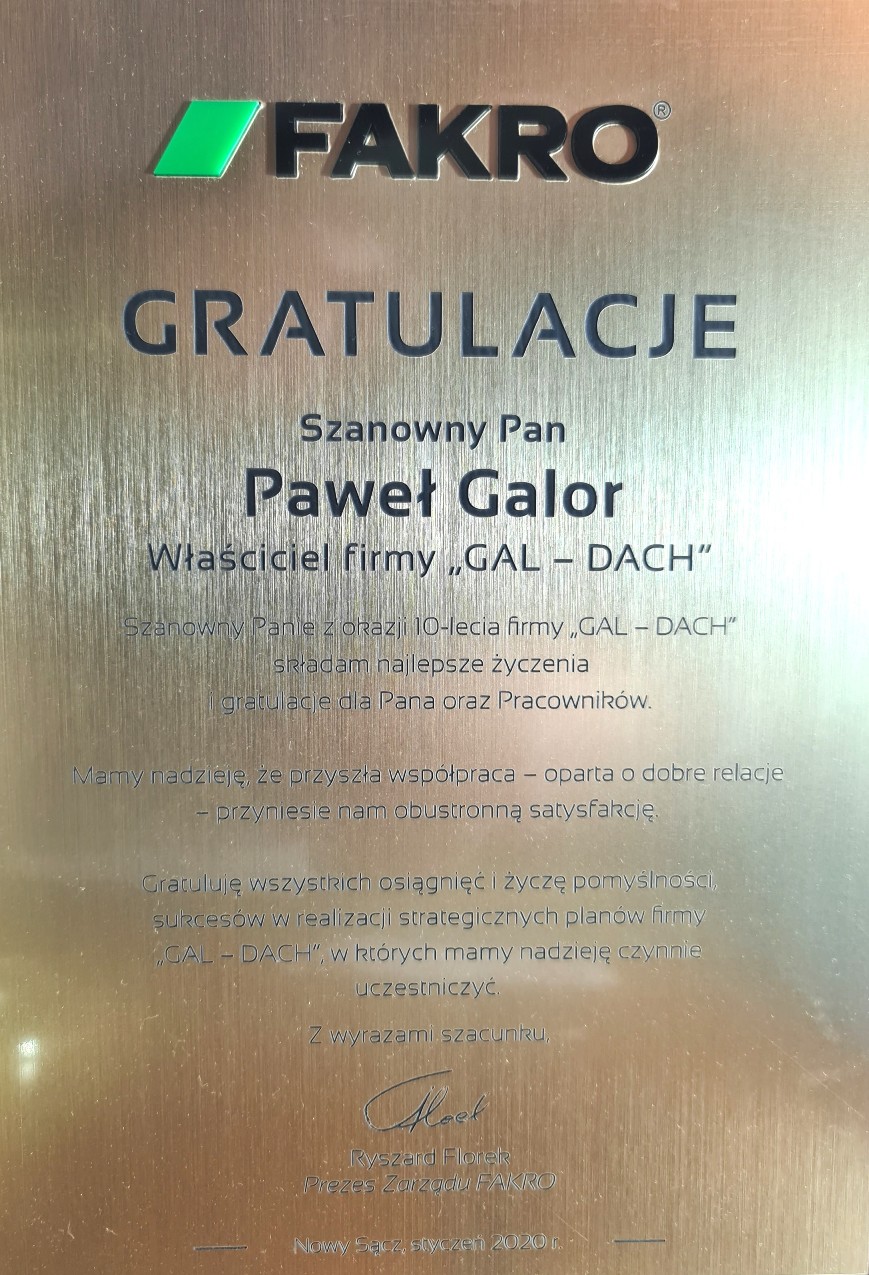 FAKRO®
GRATULACJE
Szanowny Pan
Paweł Galor
Właściciel firmy „GAL – DACH”
Szanowny Panie z okazji 10-lecia firmy „GAL – DACH”
składam najlepsze życzenia
i gratulacje dla Pana oraz Pracowników.
Mamy nadzieję, że przyszła współpraca – oparta o dobre relacje
– przyniesie nam obustronną satysfakcję.
Gratuluję wszystkich osiągnięć i życzę pomyślności,
sukcesów w realizacji strategicznych planów firmy
„GAL – DACH”, w których mamy nadzieję czynnie
uczestniczyć.
Z wyrazami szacunku,
Ryszard Florek
Prezes Zarządu FAKRO
Nowy Sącz, styczeń 2020 r.